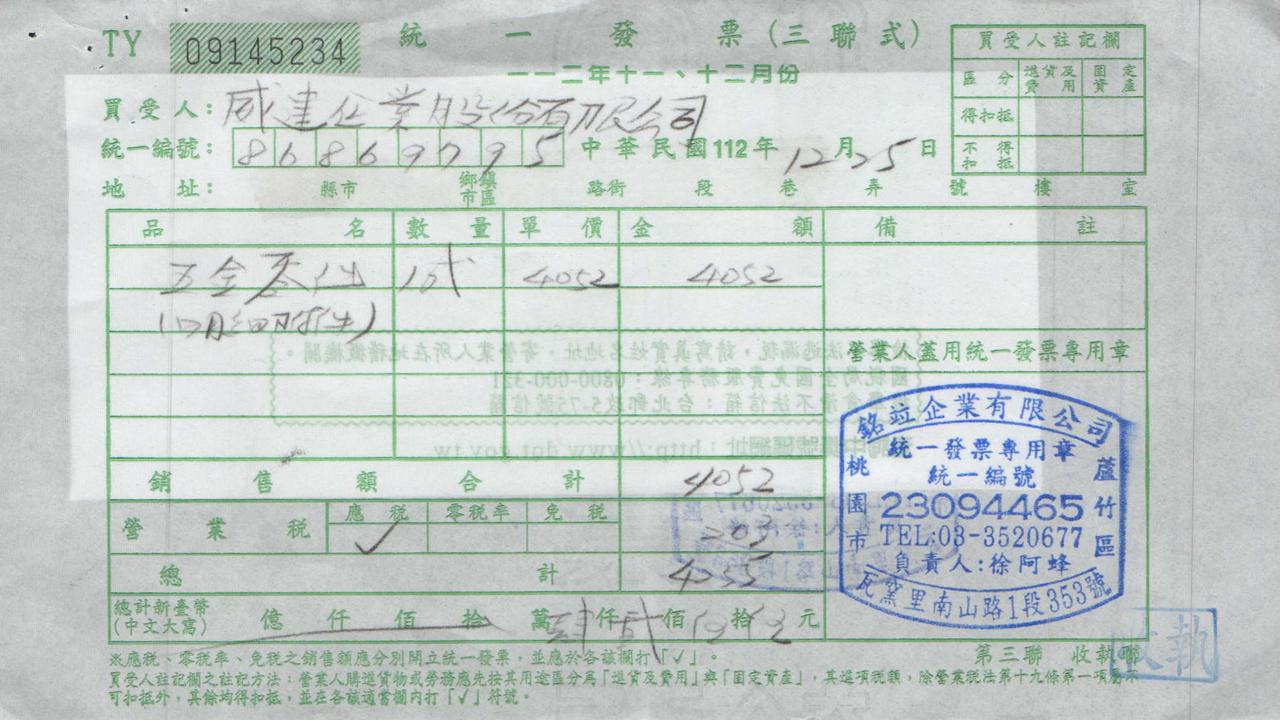 TY 09145234 統一發票(三聯式)
一一二年十一、十二月份
買受人註記欄
區分 進貨及費用 固定資產
得扣抵
不得扣抵
買受人: 威建企業股份有限公司
統一編號: 86869795 中華民國112年12月25日
地址: 縣市 鄉鎮市區 路街 段 巷 弄 號 樓 室
品名 數量 單價 金額 備註
五金零件 1式 4052 4052
(明細附件)
營業人蓋用統一發票專用章
銷售額合計 4052
營業稅 應稅 零稅率 免稅 203
✓
總計 4255
總計新臺幣
(中文大寫)
億 仟 佰 拾 萬 肆仟貳佰 拾 元
銘竝企業有限公司
統一發票專用章
統一編號
23094465
TEL:03-3520677
負責人:徐阿蜂
桃園市
蘆竹區
瓦窯里南山路1段353號
第三聯 收執聯
收執
※應稅、零稅率、免稅之銷售額應分別開立統一發票,並應於各該欄打「✓」。
買受人註記欄之註記方法:營業人購進貨物或勞務應先按其用途區分為「進貨及費用」與「固定資產」,其進項稅額,除營業稅法第十九條第一項屬不
可扣抵外,其餘均得扣抵,並在各該適當欄內打「✓」符號。